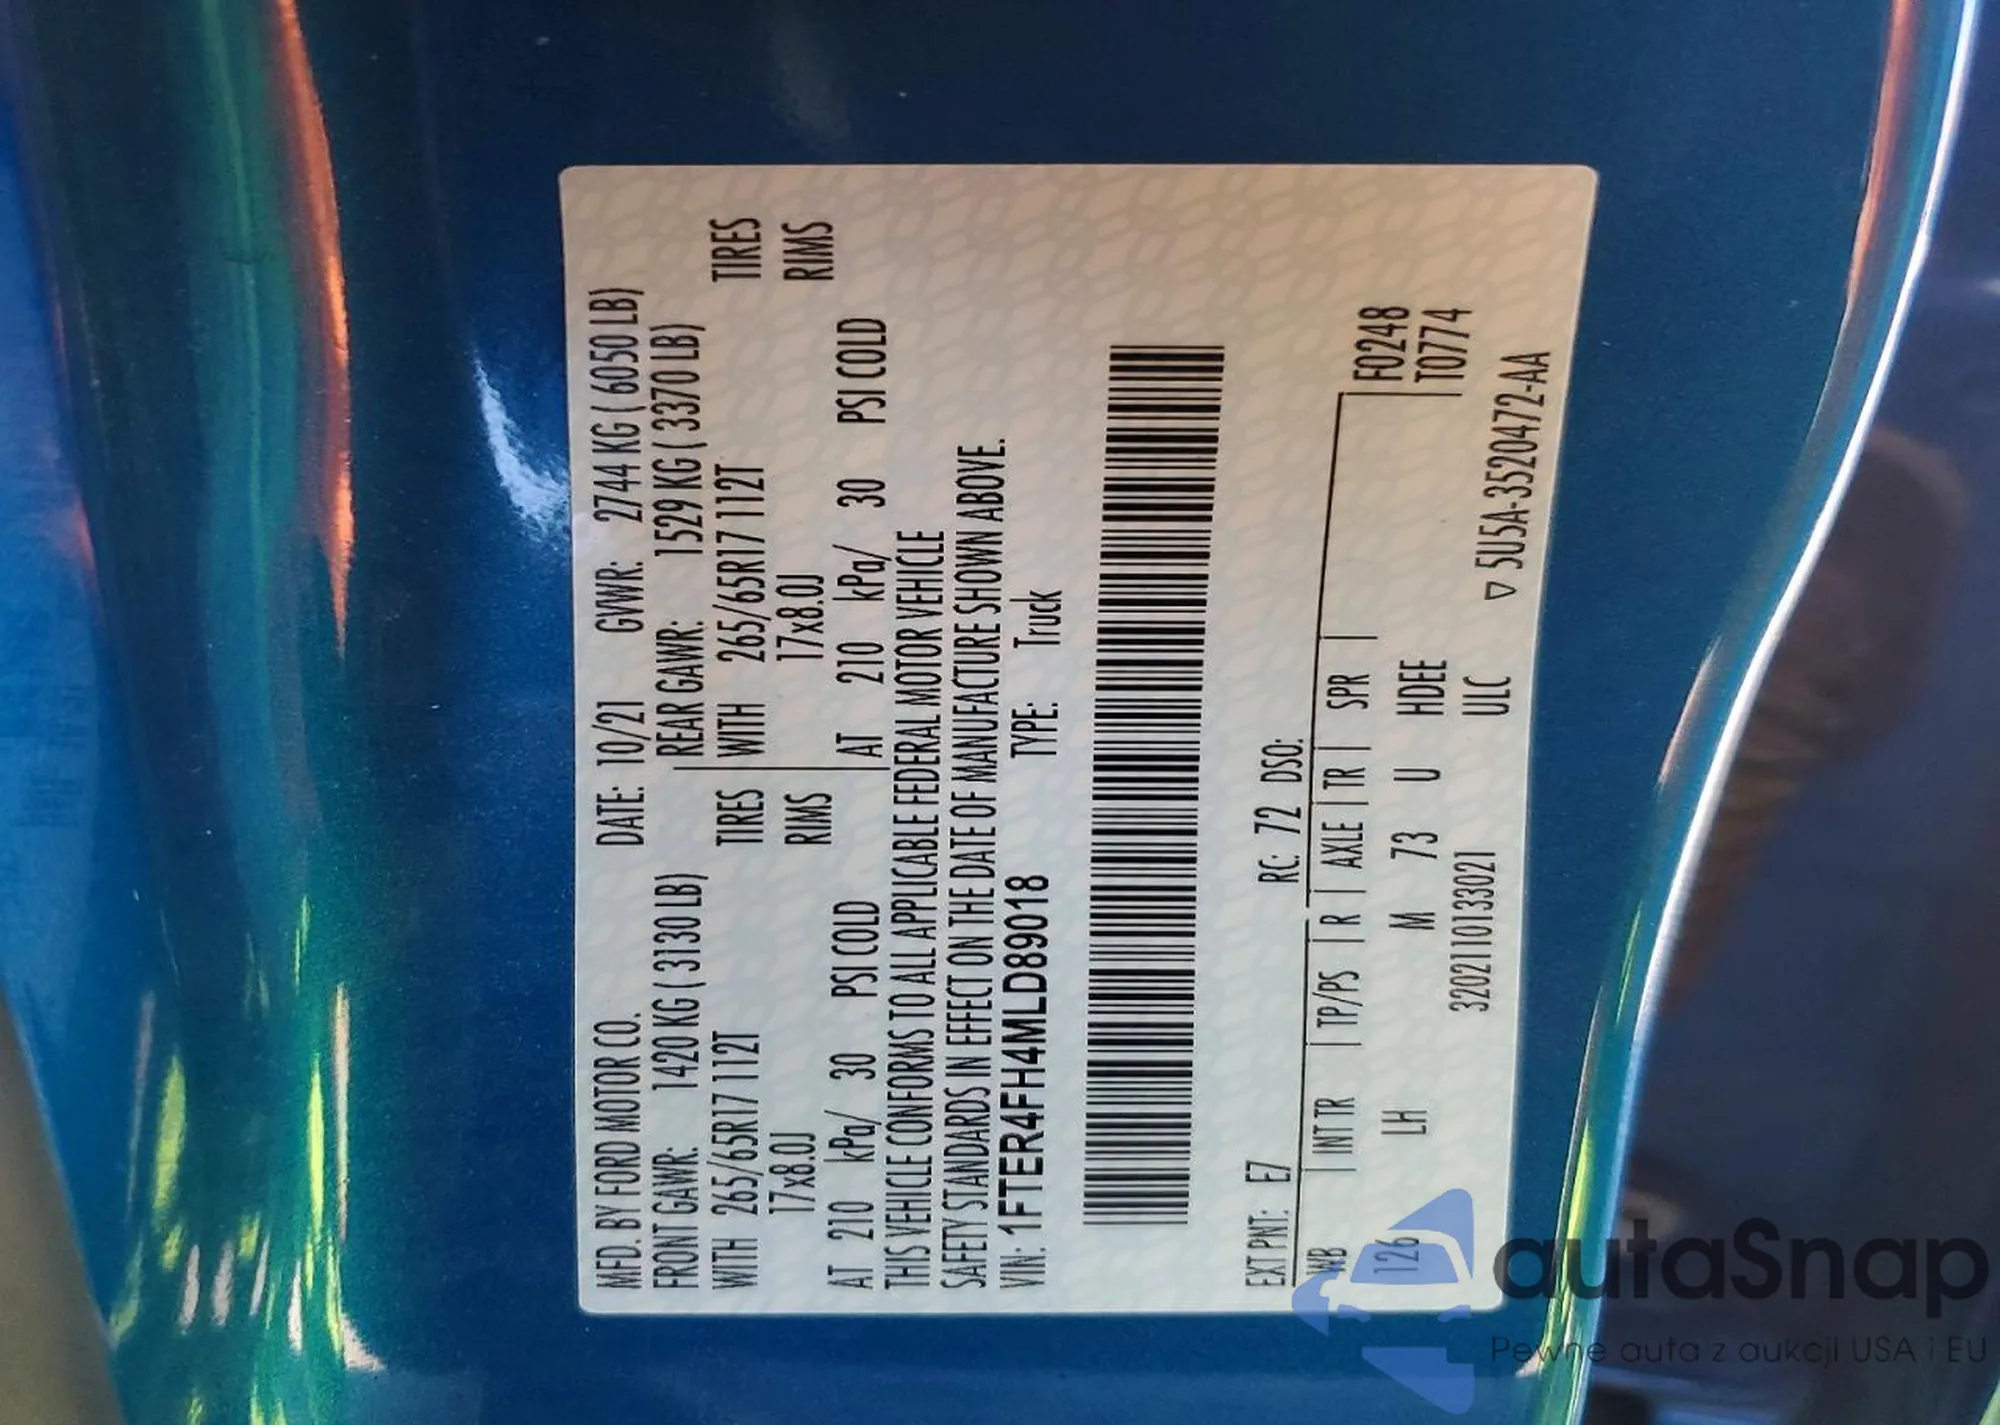 MFD. BY FORD MOTOR CO. DATE: 10/21 GVWR: 2744 KG ( 6050 LB)
FRONT GAWR: 1420 KG ( 3130 LB) REAR GAWR: 1529 KG ( 3370 LB)
WITH 265/65R17 112T TIRES WITH 265/65R17 112T TIRES
17x8.0J RIMS 17x8.0J RIMS
AT 210 kPa/ 30 PSI COLD AT 210 kPa/ 30 PSI COLD
THIS VEHICLE CONFORMS TO ALL APPLICABLE FEDERAL MOTOR VEHICLE
SAFETY STANDARDS IN EFFECT ON THE DATE OF MANUFACTURE SHOWN ABOVE.
VIN: 1FTER4FH4MLD89018 TYPE: Truck
EXT PNT: E7 RC: 72 DSO:
WB INT TR TP/PS R AXLE TR SPR F0248
126 LH M 73 U HDEE T0774
320211013302​1 ULC ▽ 5U5A-3520472-AA
autaSnap
Pewne auta z aukcji USA i EU